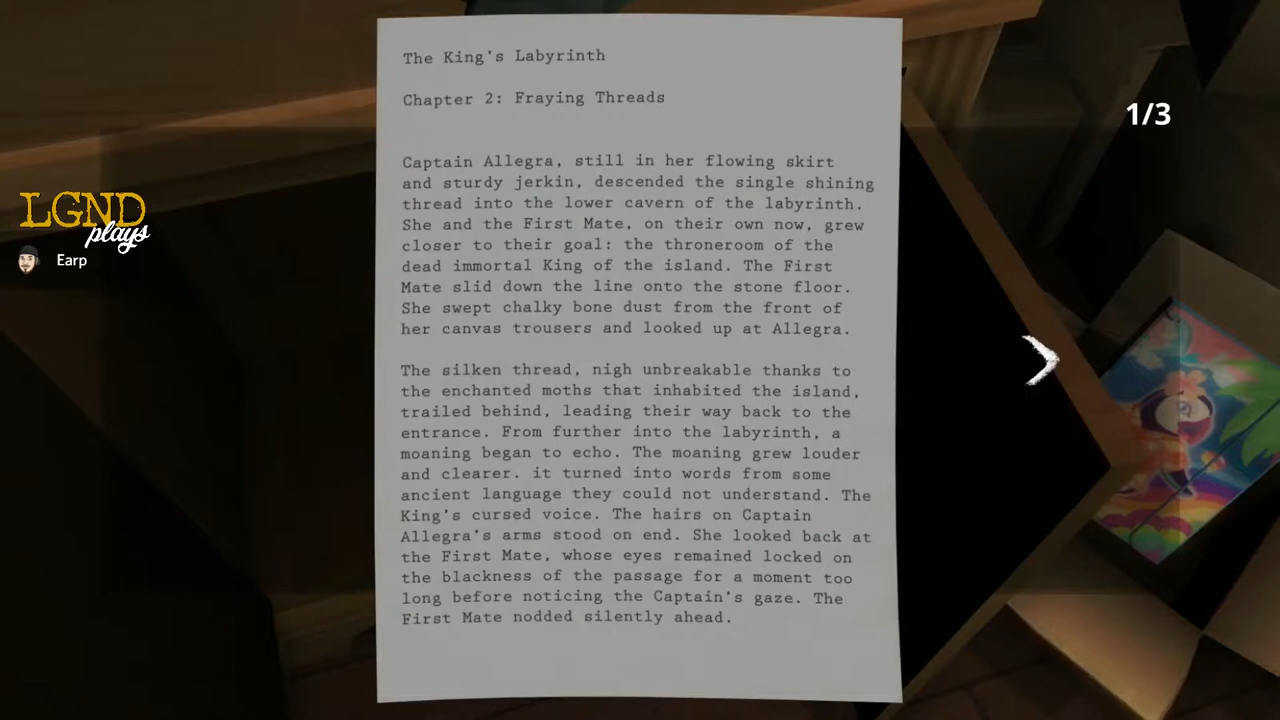 The King's Labyrinth
Chapter 2: Fraying Threads
1/3
Captain Allegra, still in her flowing skirt
and sturdy jerkin, descended the single shining
thread into the lower cavern of the labyrinth.
She and the First Mate, on their own now, grew
closer to their goal: the throneroom of the
dead immortal King of the island. The First
Mate slid down the line onto the stone floor.
She swept chalky bone dust from the front of
her canvas trousers and looked up at Allegra.
The silken thread, nigh unbreakable thanks to
the enchanted moths that inhabited the island,
trailed behind, leading their way back to the
entrance. From further into the labyrinth, a
moaning began to echo. The moaning grew louder
and clearer. it turned into words from some
ancient language they could not understand. The
King's cursed voice. The hairs on Captain
Allegra's arms stood on end. She looked back at
the First Mate, whose eyes remained locked on
the blackness of the passage for a moment too
long before noticing the Captain's gaze. The
First Mate nodded silently ahead.
LGND
plays
Earp